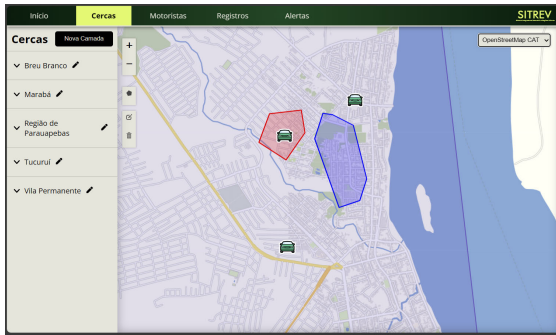 Início
Cercas
Motoristas
Registros
Alertas
SITREV
Cercas
Nova Camada
OpenStreetMap CAT
+
−
Breu Branco
Marabá
Região de
Parauapebas
Tucuruí
Vila Permanente